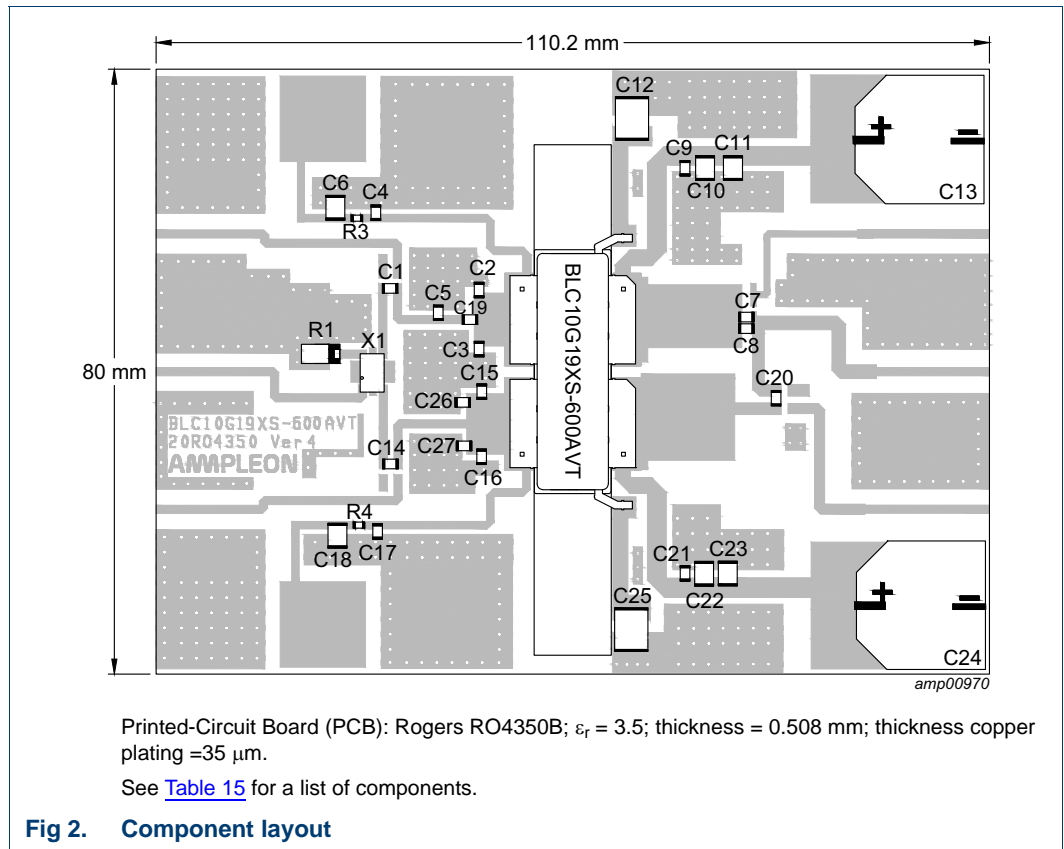 110.2 mm
C12
C9
C11
C10
C13
C6
C4
R3
C1
C2
C5
C19
C7
C8
R1
X1
C3
80 mm
C15
C20
C26
BLC10G19XS-600AVT
BLC10G19XS-600AVT
20RO4350 Ver4
AMPLEON
C27
C14
C16
R4
C18
C17
C21
C23
C22
C25
C24
amp00970
Printed-Circuit Board (PCB): Rogers RO4350B; εr = 3.5; thickness = 0.508 mm; thickness copper
plating =35 μm.
See Table 15 for a list of components.
Fig 2. Component layout